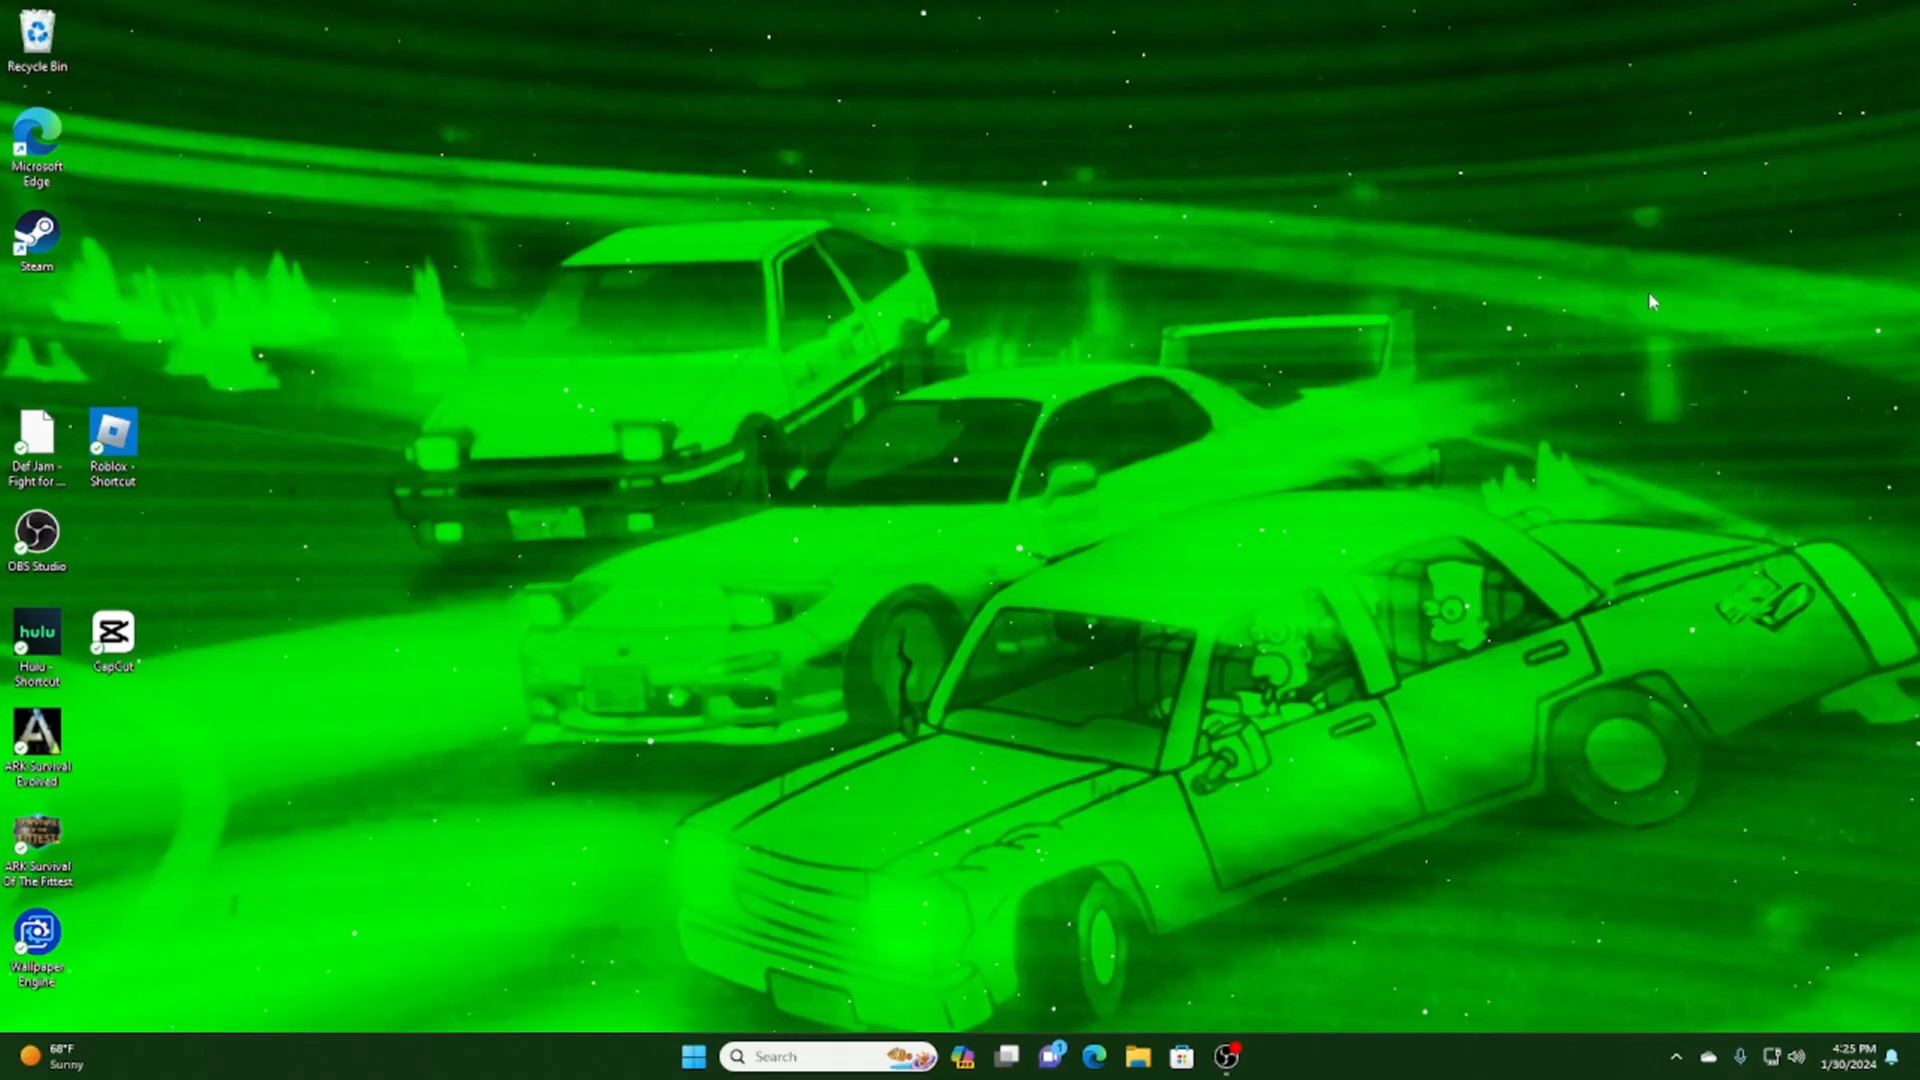 Recycle Bin
Microsoft
Edge
Steam
Def Jam -
Fight for ...
Roblox -
Shortcut
OBS Studio
hulu
Hulu -
Shortcut
CapCut
ARK Survival
Evolved
ARK Survival
Of The Fittest
Wallpaper
Engine
68°F
Sunny
Search
1
4:25 PM
1/30/2024